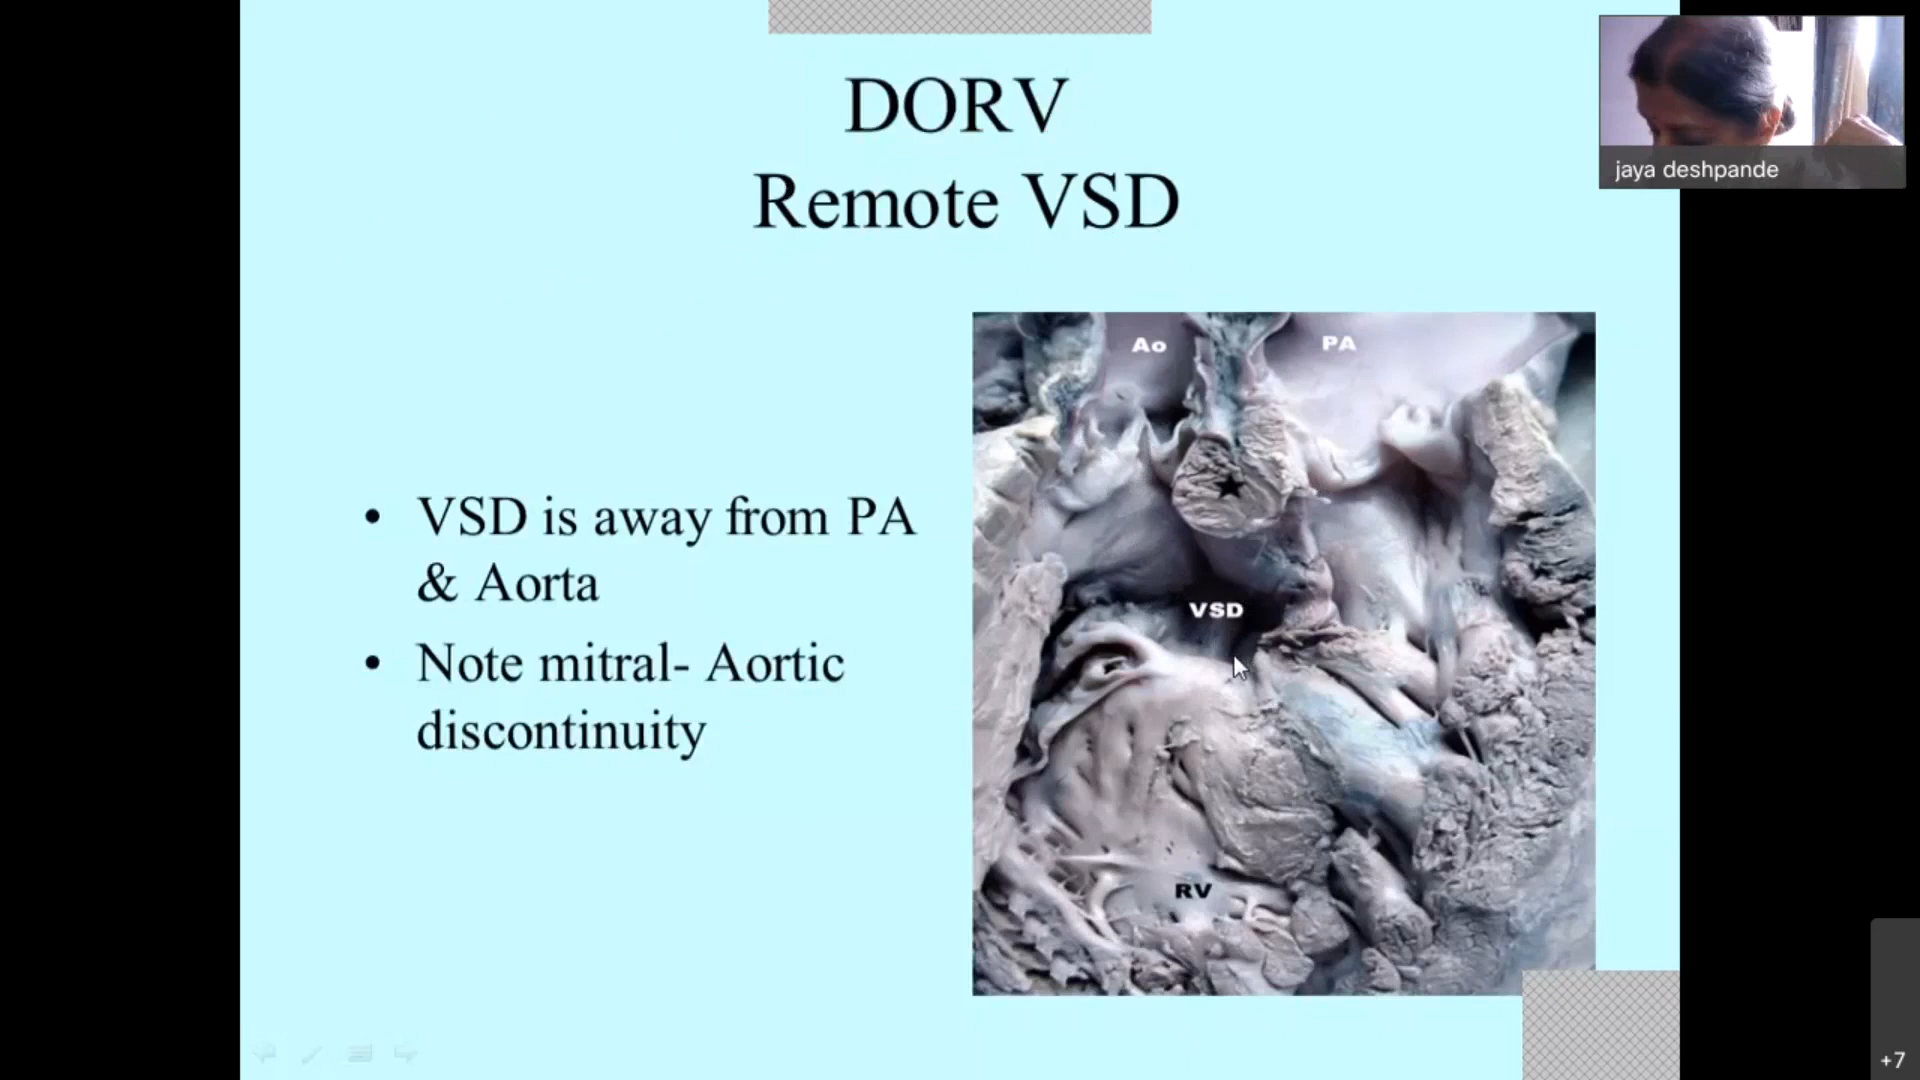 DORV
Remote VSD
jaya deshpande
• VSD is away from PA
& Aorta
• Note mitral- Aortic
discontinuity
Ao
PA
VSD
RV
+7